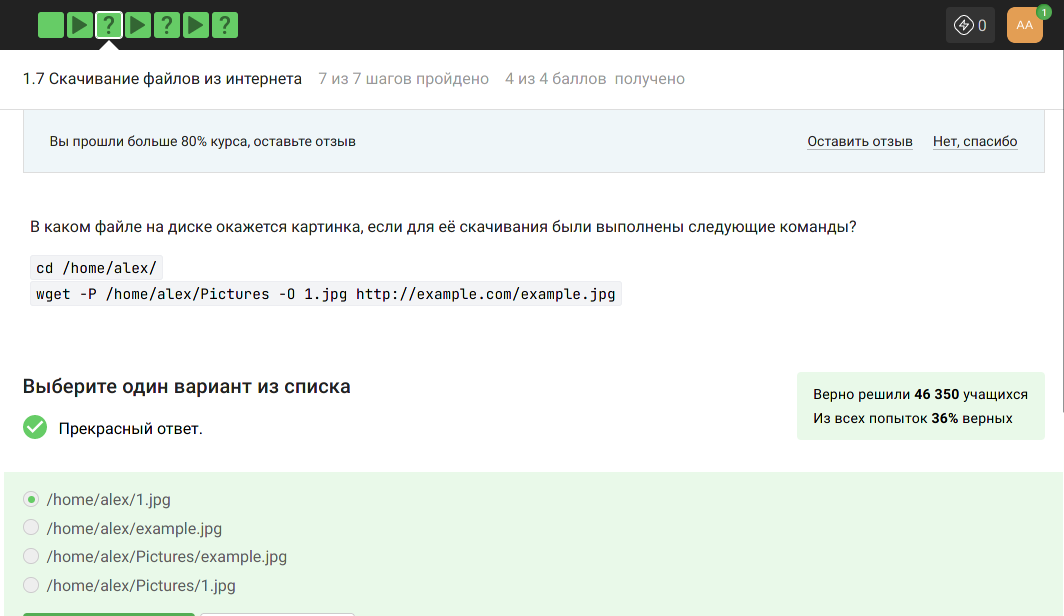 ? ? ?
0
AA
1
1.7 Скачивание файлов из интернета 7 из 7 шагов пройдено 4 из 4 баллов получено
Вы прошли больше 80% курса, оставьте отзыв Оставить отзыв Нет, спасибо
В каком файле на диске окажется картинка, если для её скачивания были выполнены следующие команды?
cd /home/alex/
wget -P /home/alex/Pictures -O 1.jpg http://example.com/example.jpg
Выберите один вариант из списка
Прекрасный ответ.
Верно решили 46 350 учащихся
Из всех попыток 36% верных
/home/alex/1.jpg
/home/alex/example.jpg
/home/alex/Pictures/example.jpg
/home/alex/Pictures/1.jpg